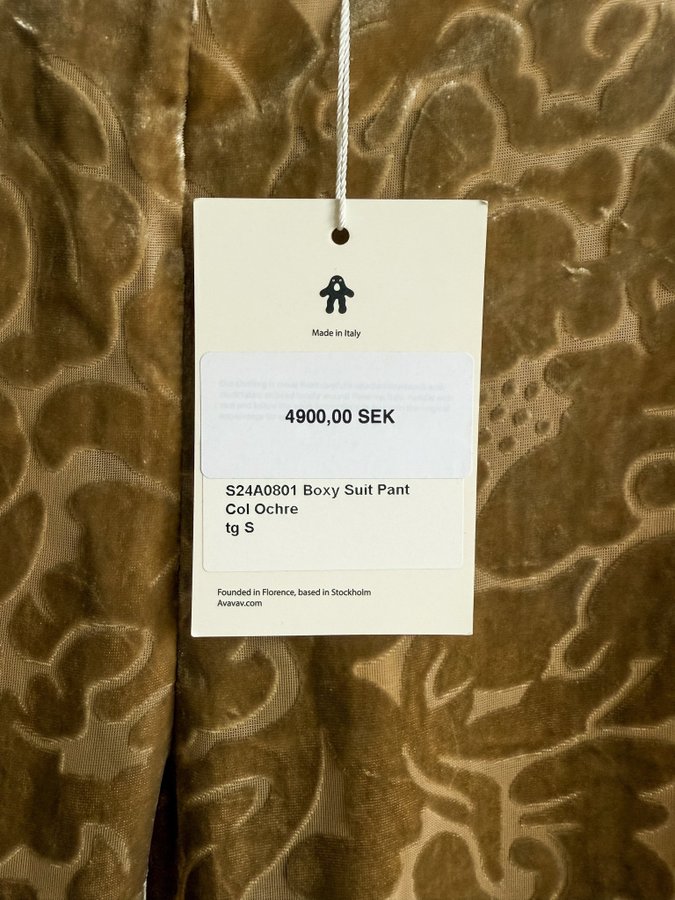 Made in Italy
4900,00 SEK
S24A0801 Boxy Suit Pant
Col Ochre
tg S
Founded in Florence, based in Stockholm
Avavav.com